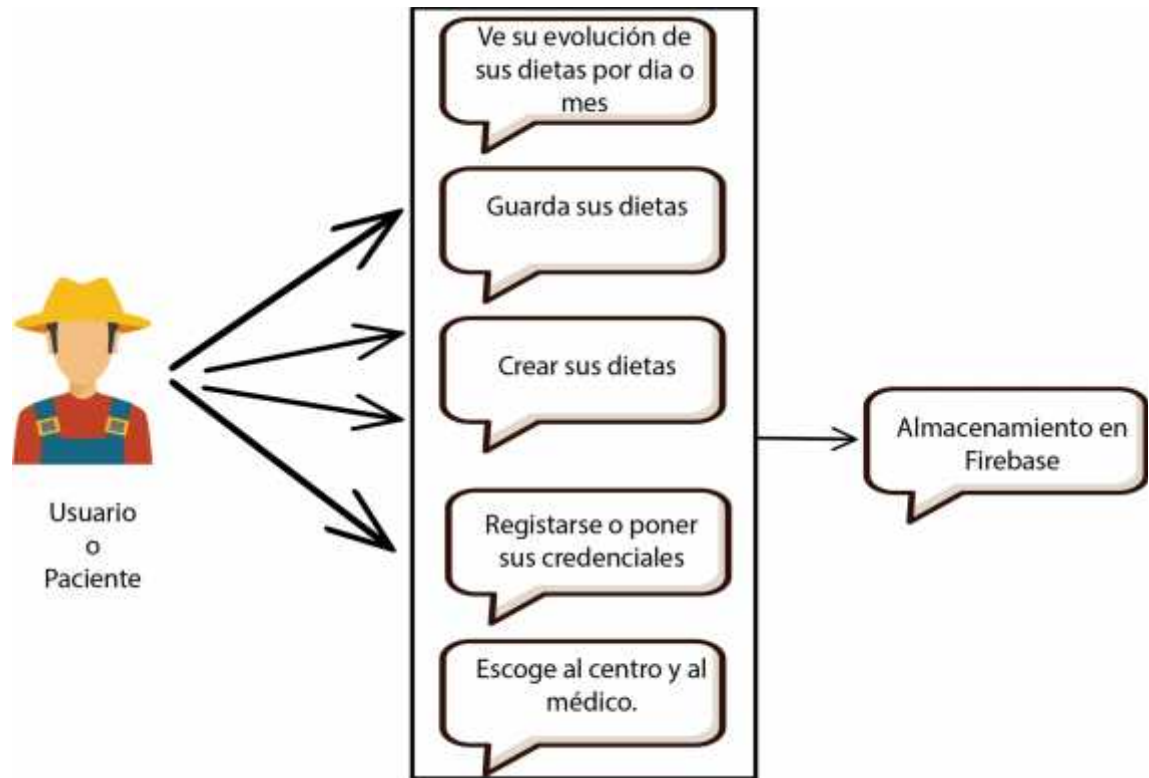 Ve su evolución de
sus dietas por dia o
mes
Guarda sus dietas
Crear sus dietas
Registarse o poner
sus credenciales
Escoge al centro y al
médico.
Usuario
o
Paciente
Almacenamiento en
Firebase